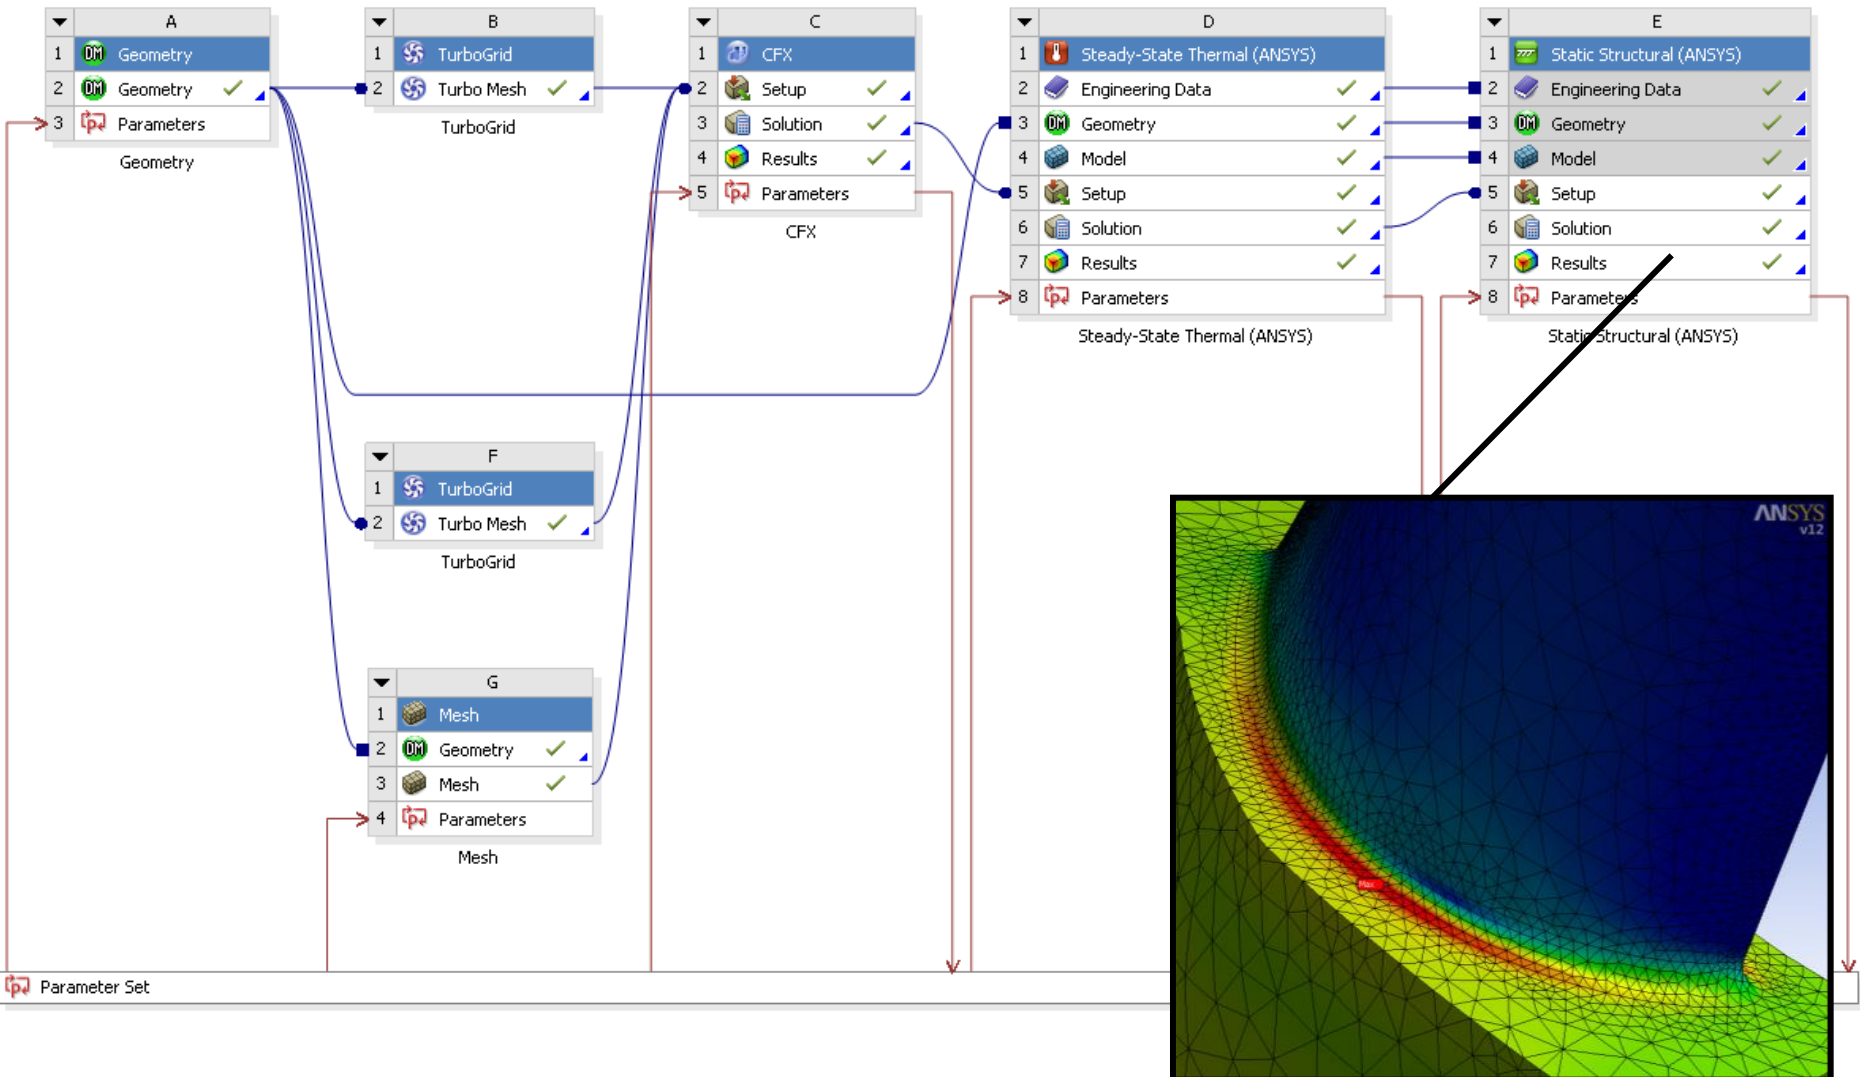 A
1 Geometry
2 Geometry
3 Parameters
Geometry
B
1 TurboGrid
2 Turbo Mesh
TurboGrid
C
1 CFX
2 Setup
3 Solution
4 Results
5 Parameters
CFX
D
1 Steady-State Thermal (ANSYS)
2 Engineering Data
3 Geometry
4 Model
5 Setup
6 Solution
7 Results
8 Parameters
Steady-State Thermal (ANSYS)
E
1 Static Structural (ANSYS)
2 Engineering Data
3 Geometry
4 Model
5 Setup
6 Solution
7 Results
8 Parameters
Static Structural (ANSYS)
F
1 TurboGrid
2 Turbo Mesh
TurboGrid
G
1 Mesh
2 Geometry
3 Mesh
4 Parameters
Mesh
ANSYS
v12
Max
Parameter Set